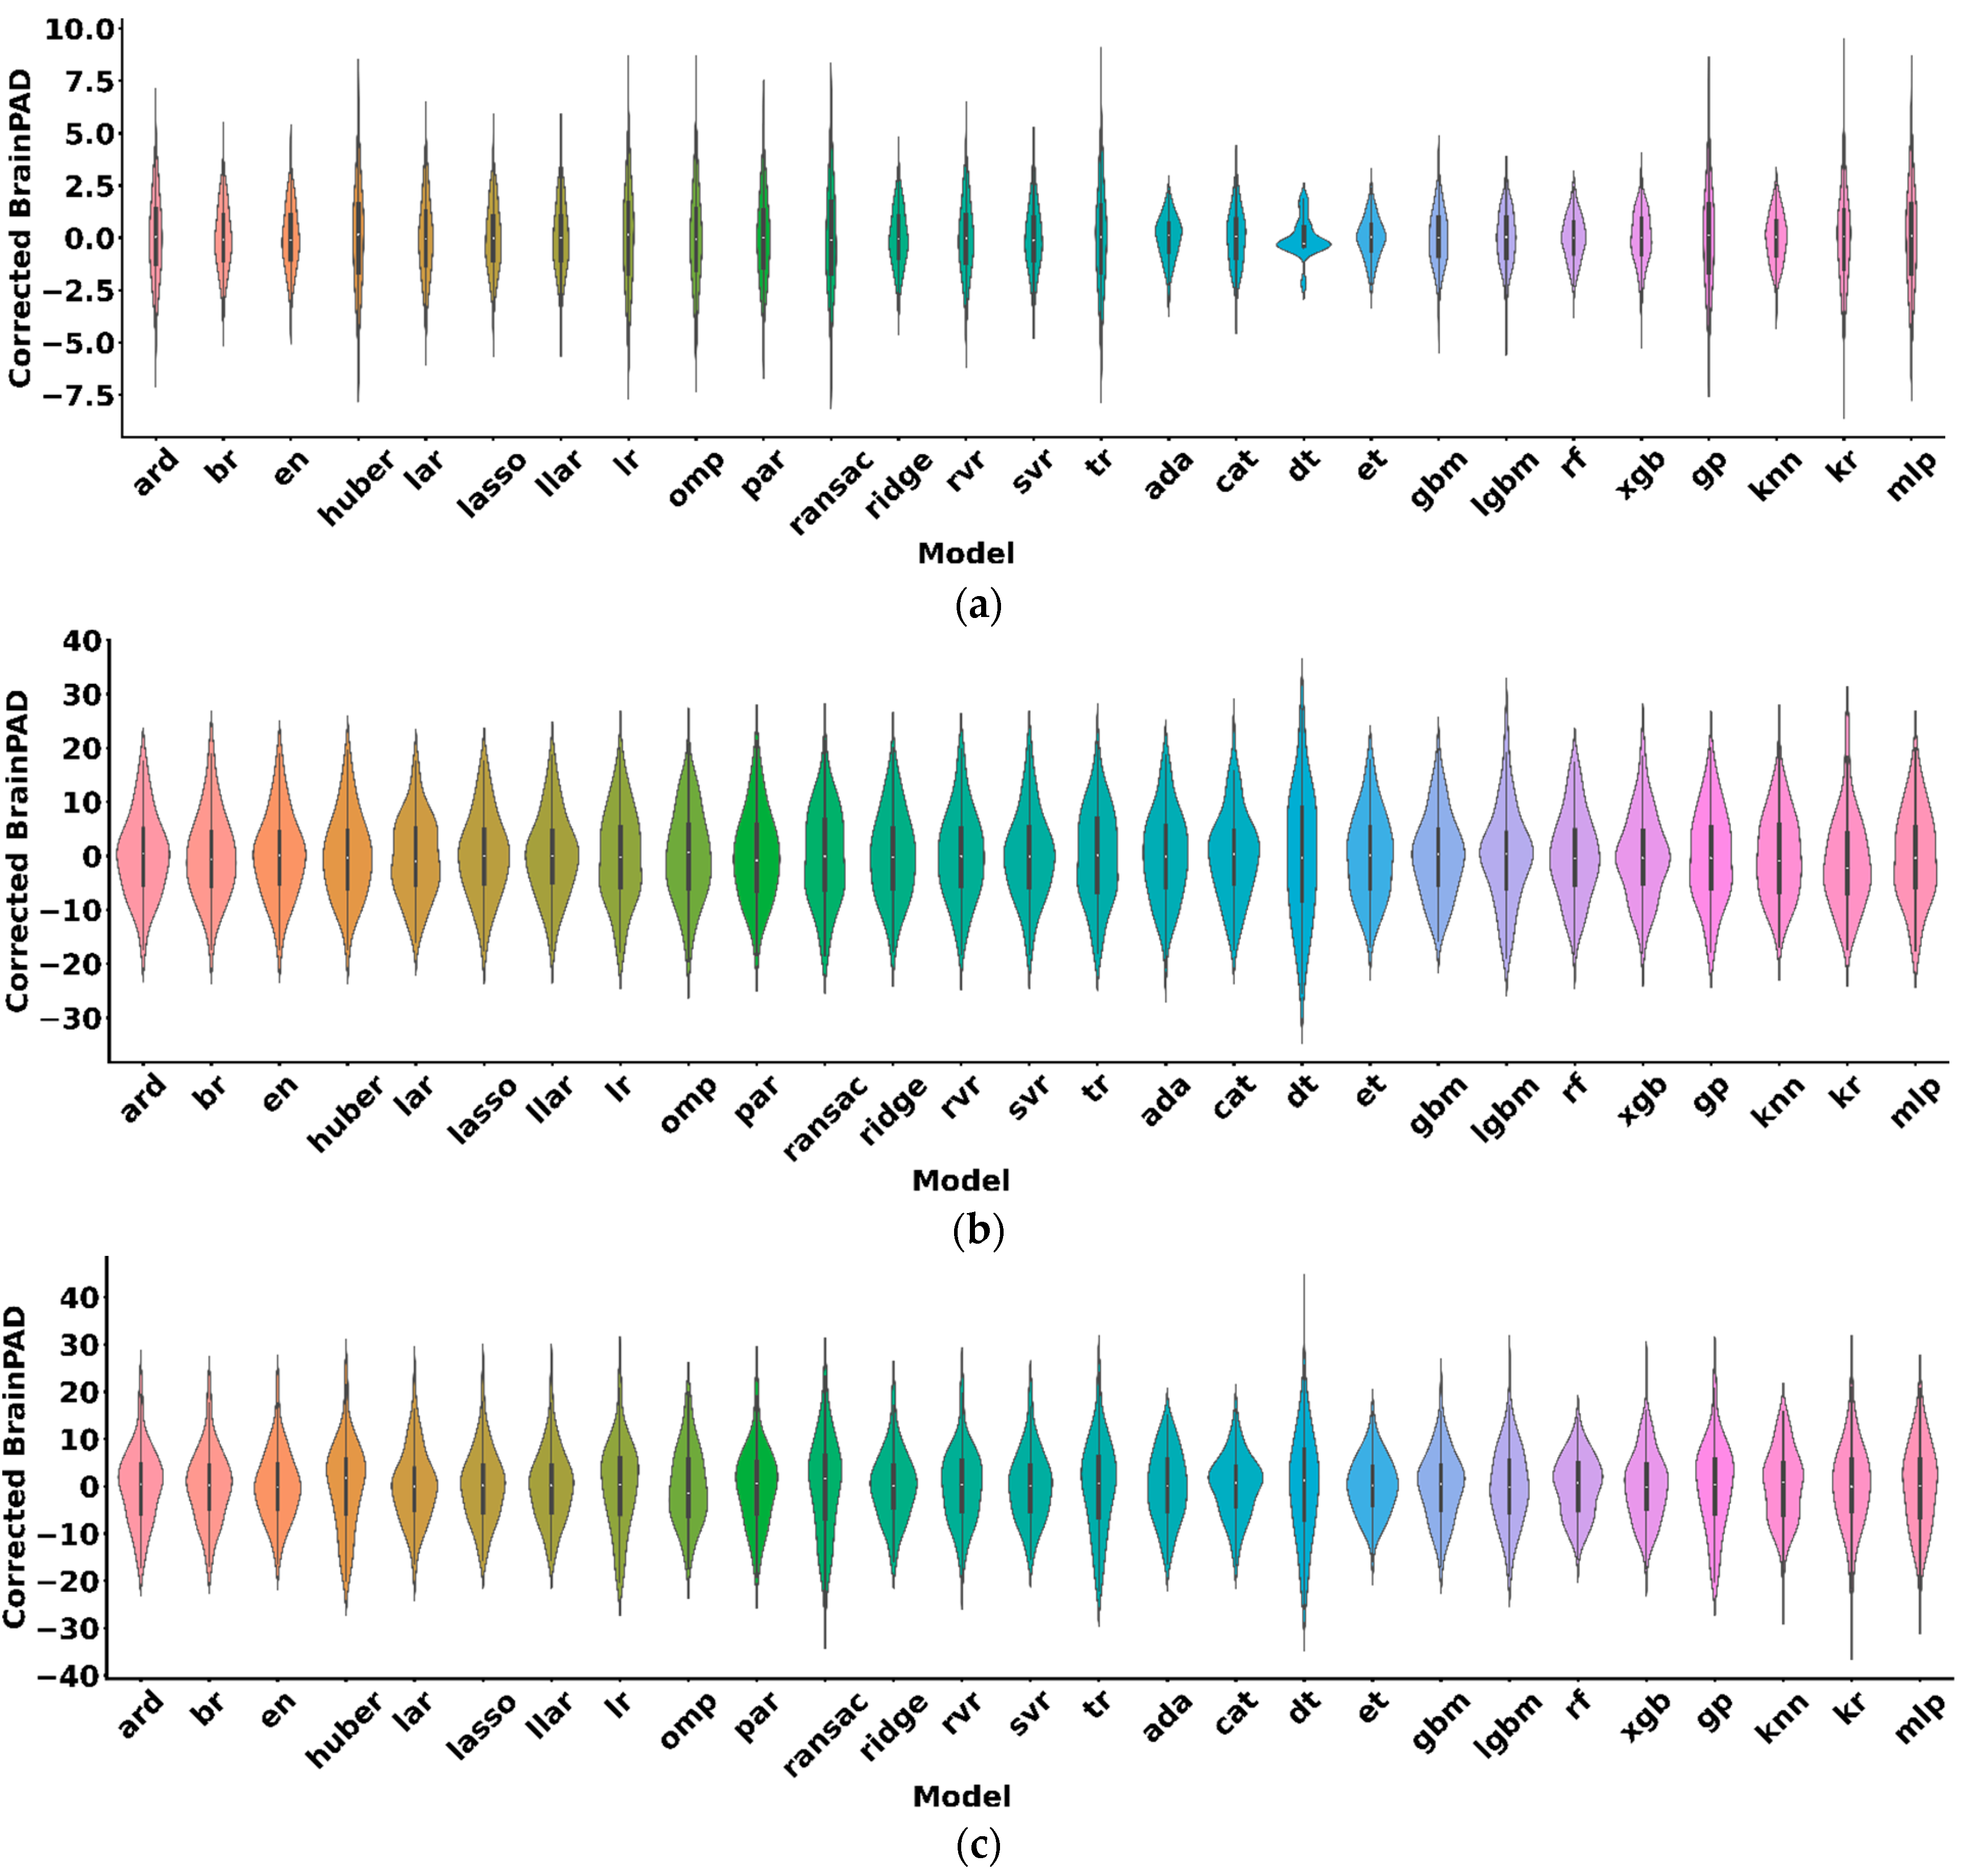 Corrected BrainPAD
10.0
7.5
5.0
2.5
0.0
−2.5
−5.0
−7.5
ard br en huber lar lasso llar lr omp par ransac ridge rvr svr tr ada cat dt et gbm lgbm rf xgb gp knn kr mlp
Model
(a)
Corrected BrainPAD
40
30
20
10
0
−10
−20
−30
ard br en huber lar lasso llar lr omp par ransac ridge rvr svr tr ada cat dt et gbm lgbm rf xgb gp knn kr mlp
Model
(b)
Corrected BrainPAD
40
30
20
10
0
−10
−20
−30
−40
ard br en huber lar lasso llar lr omp par ransac ridge rvr svr tr ada cat dt et gbm lgbm rf xgb gp knn kr mlp
Model
(c)